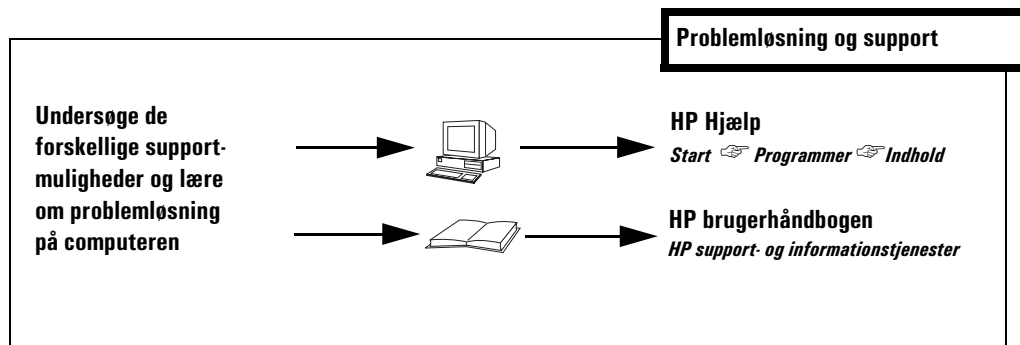 Problemløsning og support
Undersøge de
forskellige support-
muligheder og lære
om problemløsning
på computeren
HP Hjælp
Start ☞ Programmer ☞ Indhold
HP brugerhåndbogen
HP support- og informationstjenester